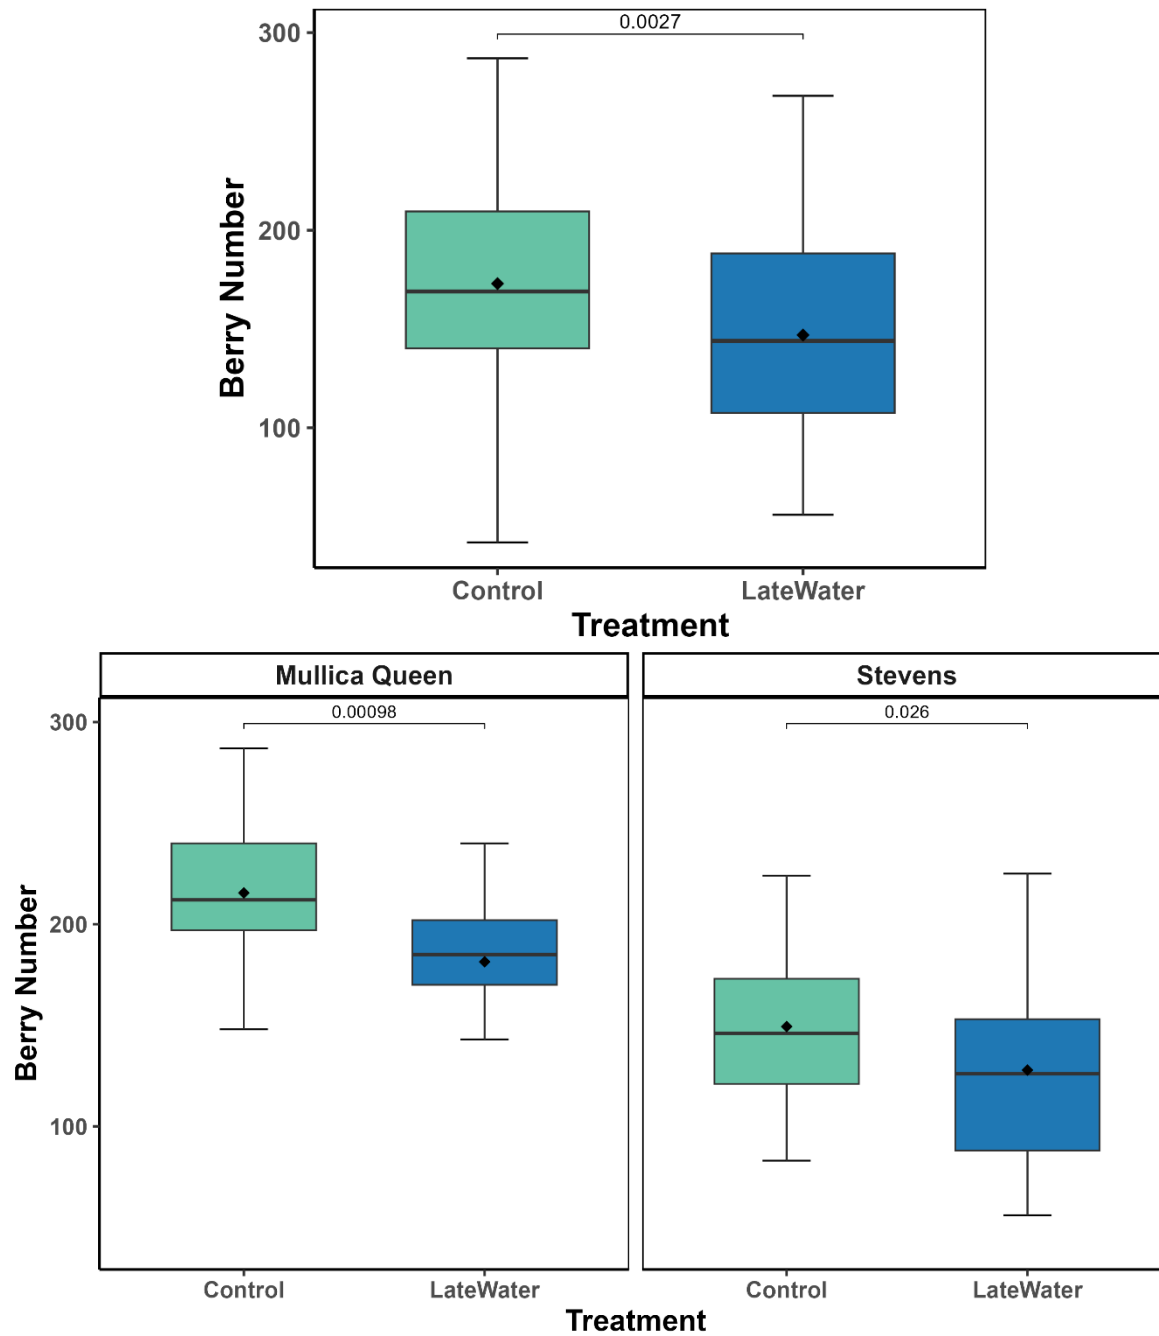 0.0027
300
200
100
Berry Number
Control LateWater
Treatment
Mullica Queen Stevens
0.00098 0.026
300
200
100
Berry Number
Control LateWater Control LateWater
Treatment